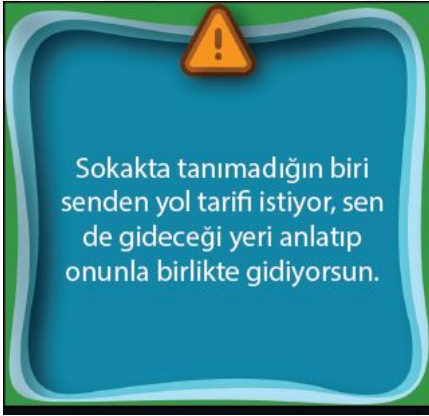 Sokakta tanımadığın biri
senden yol tarifi istiyor, sen
de gideceği yeri anlatıp
onunla birlikte gidiyorsun.